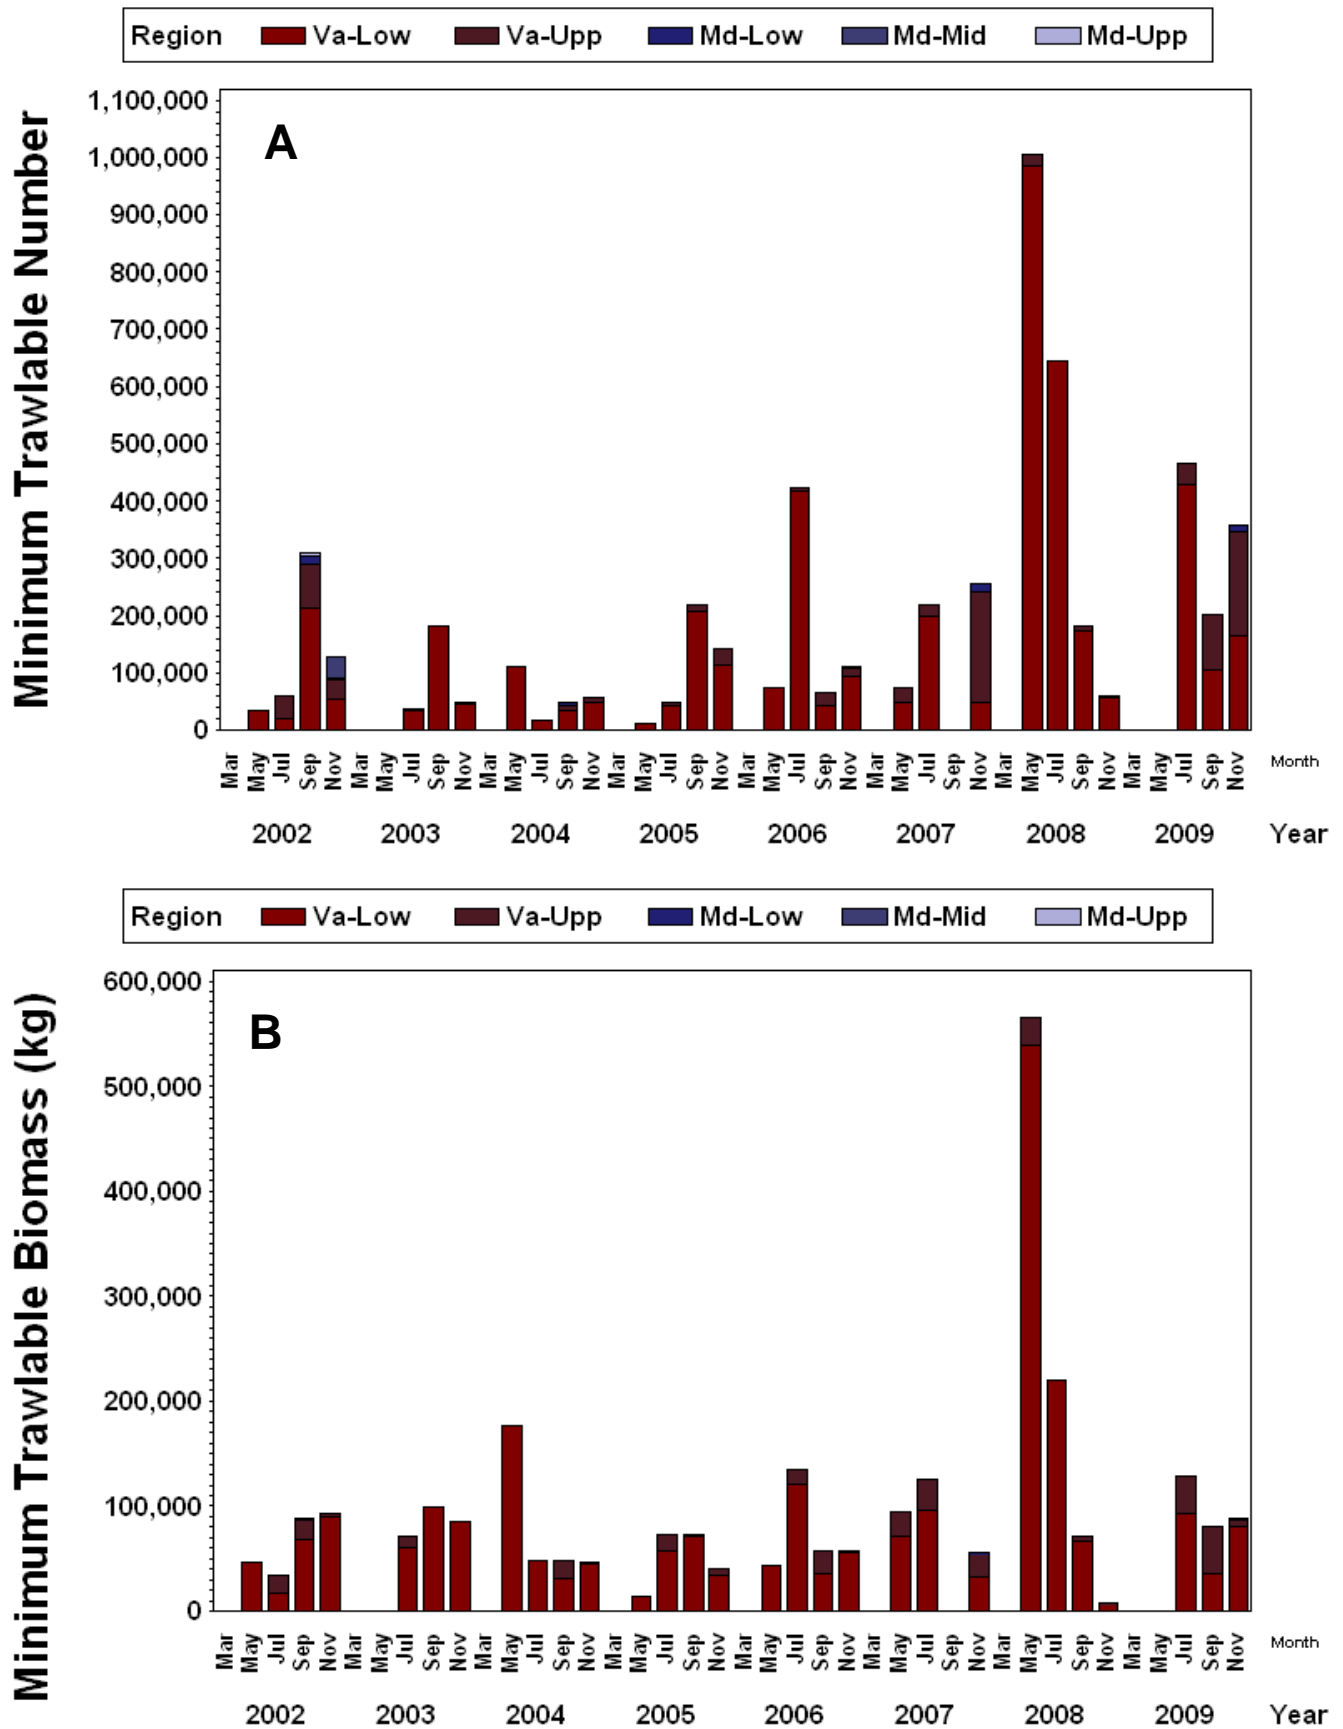 Region Va-Low Va-Upp Md-Low Md-Mid Md-Upp
Minimum Trawlable Number
A
1,100,000
1,000,000
900,000
800,000
700,000
600,000
500,000
400,000
300,000
200,000
100,000
0
Mar May Jul Sep Nov Mar May Jul Sep Nov Mar May Jul Sep Nov Mar May Jul Sep Nov Mar May Jul Sep Nov Mar May Jul Sep Nov Mar May Jul Sep Nov Mar May Jul Sep Nov Month
2002 2003 2004 2005 2006 2007 2008 2009 Year
Region Va-Low Va-Upp Md-Low Md-Mid Md-Upp
Minimum Trawlable Biomass (kg)
B
600,000
500,000
400,000
300,000
200,000
100,000
0
Mar May Jul Sep Nov Mar May Jul Sep Nov Mar May Jul Sep Nov Mar May Jul Sep Nov Mar May Jul Sep Nov Mar May Jul Sep Nov Mar May Jul Sep Nov Mar May Jul Sep Nov Month
2002 2003 2004 2005 2006 2007 2008 2009 Year